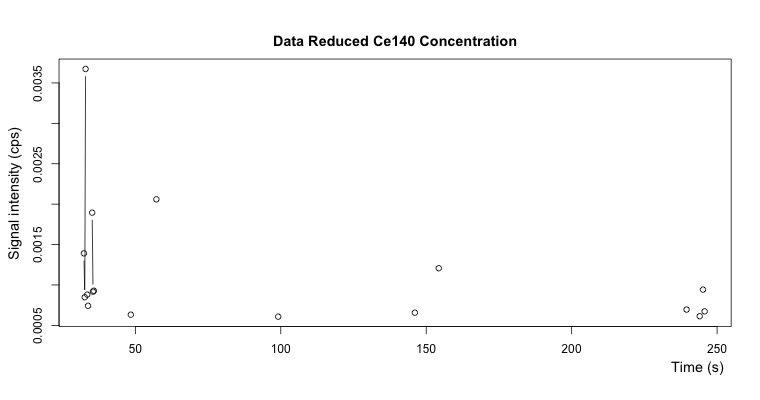 Data Reduced Ce140 Concentration
Signal intensity (cps)
0.0035
0.0025
0.0015
0.0005
50 100 150 200 250
Time (s)